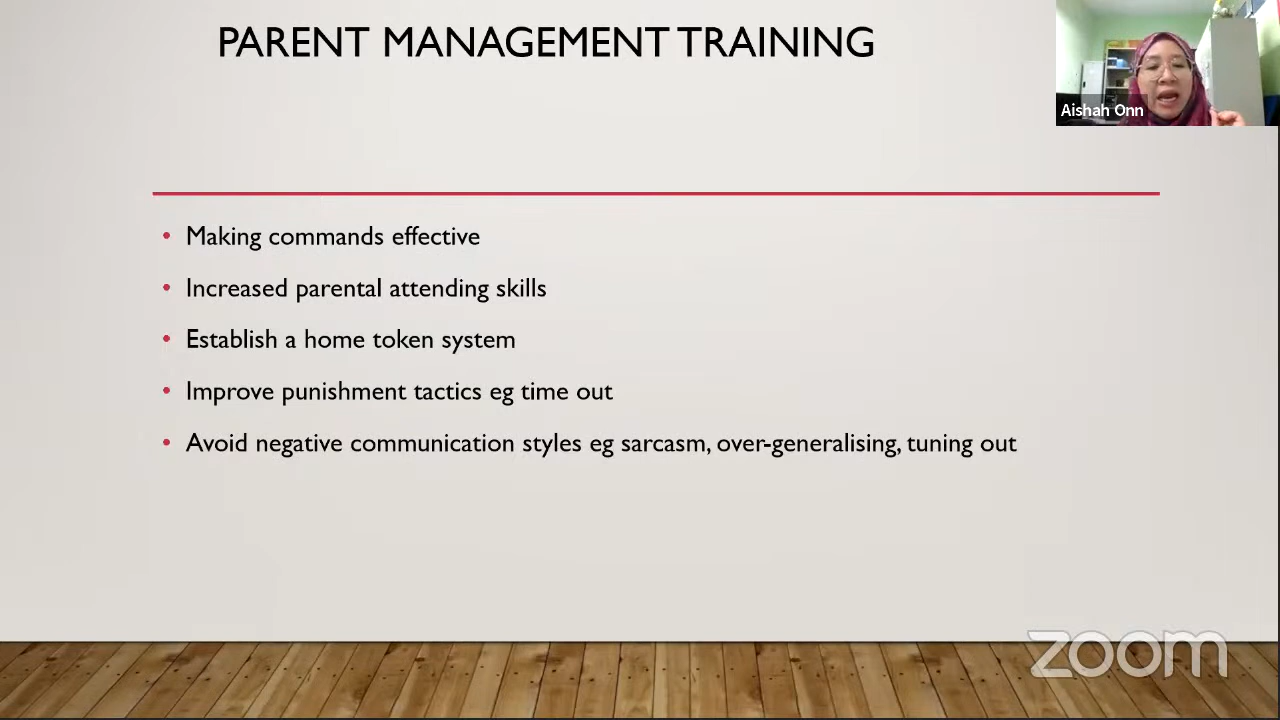 PARENT MANAGEMENT TRAINING
Aishah Onn
• Making commands effective
• Increased parental attending skills
• Establish a home token system
• Improve punishment tactics eg time out
• Avoid negative communication styles eg sarcasm, over-generalising, tuning out
zoom